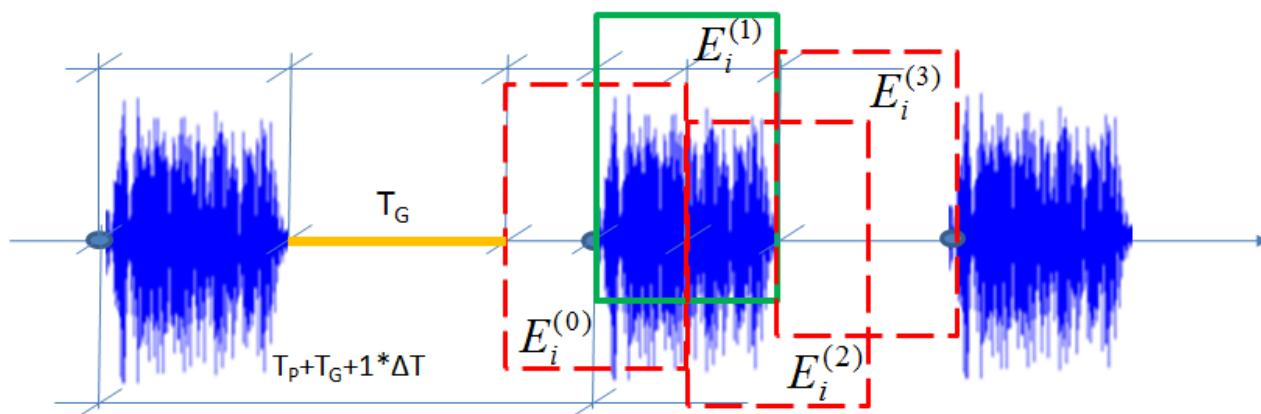 E_i^(1)
E_i^(3)
T_G
E_i^(0)
T_P+T_G+1*ΔT
E_i^(2)